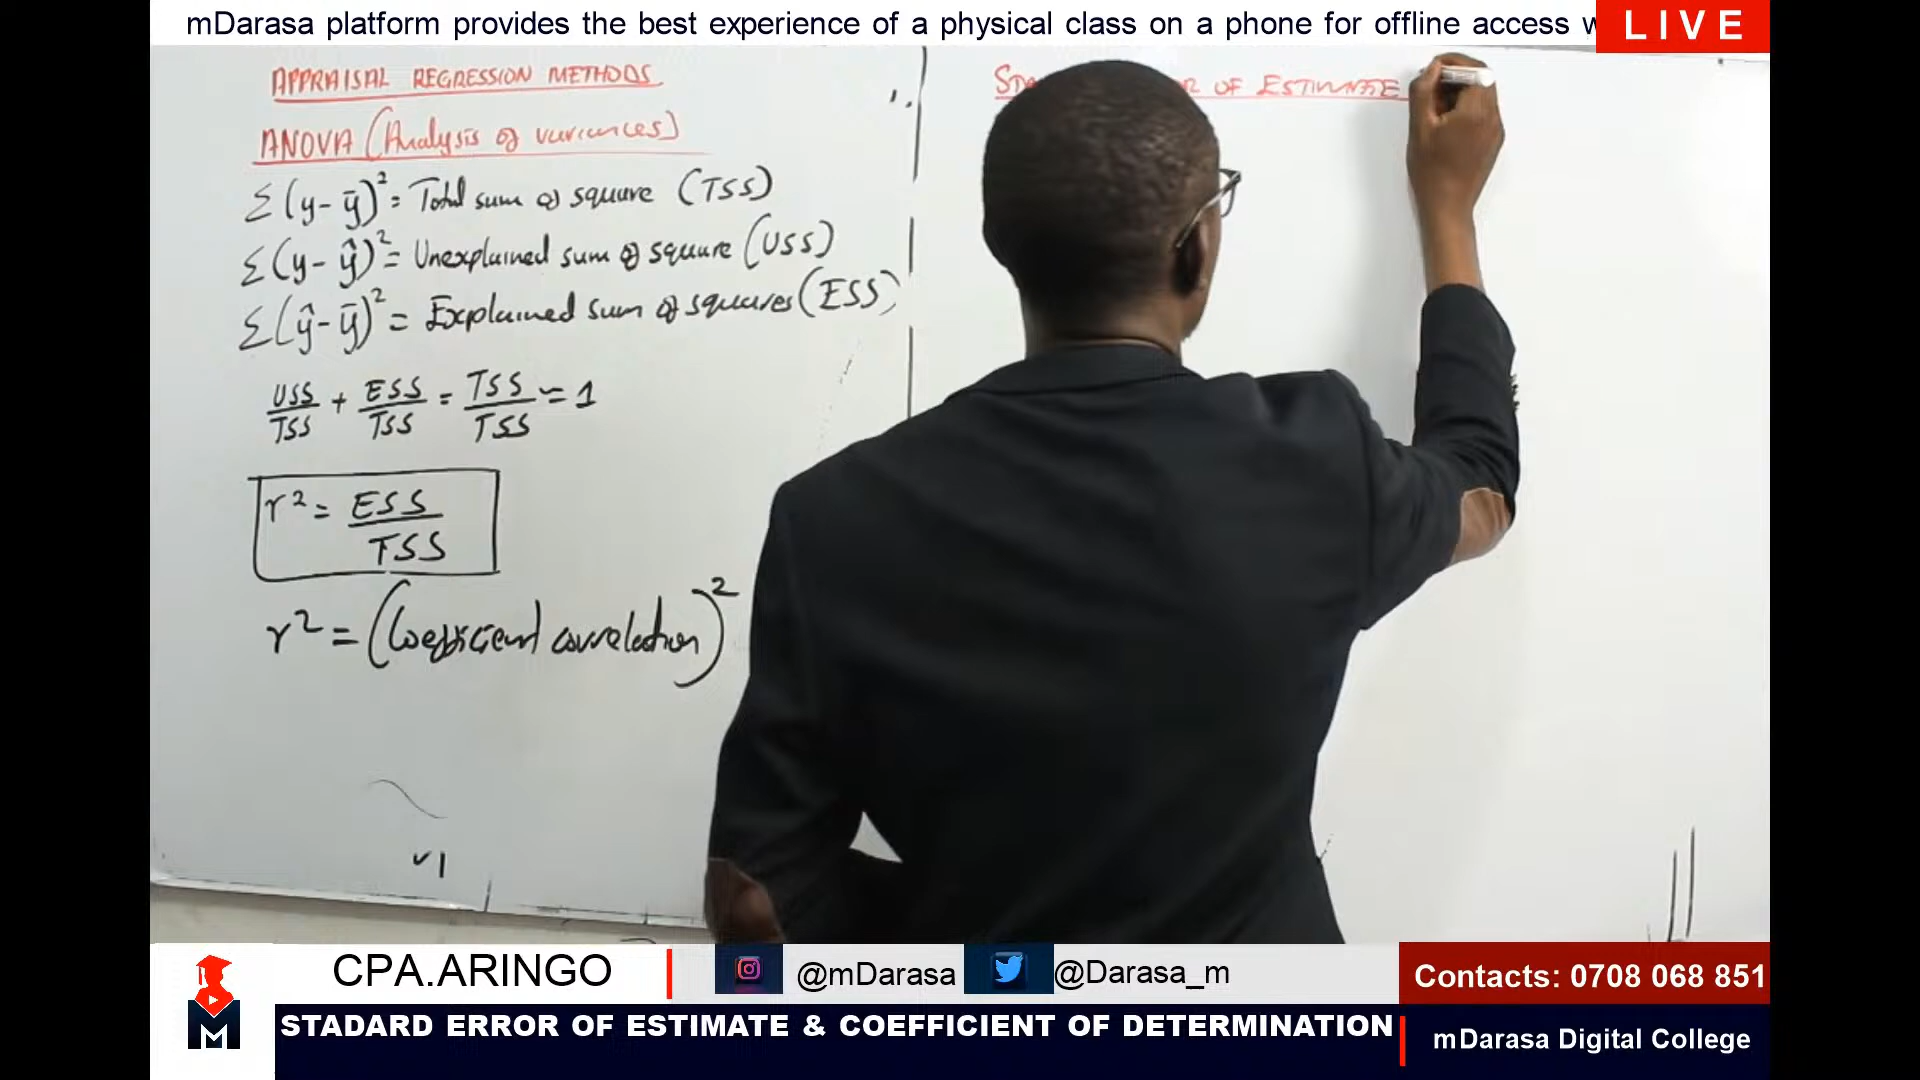 mDarasa platform provides the best experience of a physical class on a phone for offline access w
LIVE
APPRAISAL REGRESSION METHODS
ANOVA (Analysis of variances)
Σ(y-ȳ)² = Total sum of square (TSS)
Σ(y-ŷ)² = Unexplained sum of square (USS)
Σ(ŷ-ȳ)² = Explained sum of squares (ESS)
USS/TSS + ESS/TSS = TSS/TSS = 1
r² = ESS/TSS
r² = (Coefficient correlation)²
OF ESTIMATE
CPA.ARINGO
@mDarasa
@Darasa_m
Contacts: 0708 068 851
M
STADARD ERROR OF ESTIMATE & COEFFICIENT OF DETERMINATION
mDarasa Digital College